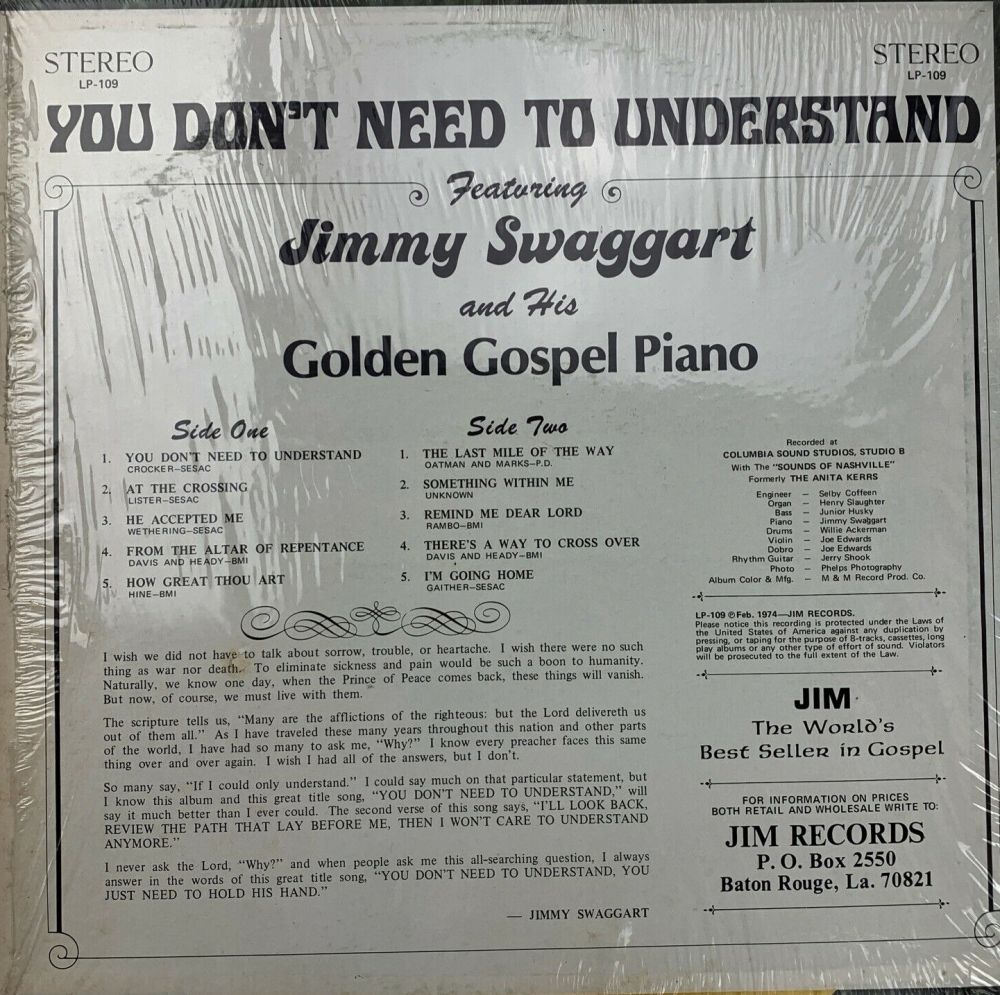 STEREO
LP-109
STEREO
LP-109
YOU DON'T NEED TO UNDERSTAND
Featuring
Jimmy Swaggart
and His
Golden Gospel Piano
Side One
1. YOU DON'T NEED TO UNDERSTAND
CROCKER—SESAC
2. AT THE CROSSING
LISTER—SESAC
3. HE ACCEPTED ME
WETHERING—SESAC
4. FROM THE ALTAR OF REPENTANCE
DAVIS AND HEADY—BMI
5. HOW GREAT THOU ART
HINE—BMI
Side Two
1. THE LAST MILE OF THE WAY
OATMAN AND MARKS—P.D.
2. SOMETHING WITHIN ME
UNKNOWN
3. REMIND ME DEAR LORD
RAMBO—BMI
4. THERE'S A WAY TO CROSS OVER
DAVIS AND HEADY—BMI
5. I'M GOING HOME
GAITHER—SESAC
I wish we did not have to talk about sorrow, trouble, or heartache. I wish there were no such
thing as war nor death. To eliminate sickness and pain would be such a boon to humanity.
Naturally, we know one day, when the Prince of Peace comes back, these things will vanish.
But now, of course, we must live with them.
The scripture tells us, "Many are the afflictions of the righteous: but the Lord delivereth us
out of them all." As I have traveled these many years throughout this nation and other parts
of the world, I have had so many to ask me, "Why?" I know every preacher faces this same
thing over and over again. I wish I had all of the answers, but I don't.
So many say, "If I could only understand." I could say much on that particular statement, but
I know this album and this great title song, "YOU DON'T NEED TO UNDERSTAND," will
say it much better than I ever could. The second verse of this song says, "I'LL LOOK BACK,
REVIEW THE PATH THAT LAY BEFORE ME, THEN I WON'T CARE TO UNDERSTAND
ANYMORE."
I never ask the Lord, "Why?" and when people ask me this all-searching question, I always
answer in the words of this great title song, "YOU DON'T NEED TO UNDERSTAND, YOU
JUST NEED TO HOLD HIS HAND."
— JIMMY SWAGGART
Recorded at
COLUMBIA SOUND STUDIOS, STUDIO B
With The "SOUNDS OF NASHVILLE"
Formerly THE ANITA KERRS
Engineer — Selby Coffeen
Organ — Henry Slaughter
Bass — Junior Husky
Piano — Jimmy Swaggart
Drums — Willie Ackerman
Violin — Joe Edwards
Dobro — Joe Edwards
Rhythm Guitar — Jerry Shook
Photo — Phelps Photography
Album Color & Mfg. — M & M Record Prod. Co.
LP-109 ℗Feb. 1974—JIM RECORDS.
Please notice this recording is protected under the Laws of
the United States of America against any duplication by
pressing, or taping for the purpose of 8-tracks, cassettes, long
play albums or any other type of effort of sound. Violators
will be prosecuted to the full extent of the Law.
JIM
The World's
Best Seller in Gospel
FOR INFORMATION ON PRICES
BOTH RETAIL AND WHOLESALE WRITE TO:
JIM RECORDS
P. O. Box 2550
Baton Rouge, La. 70821